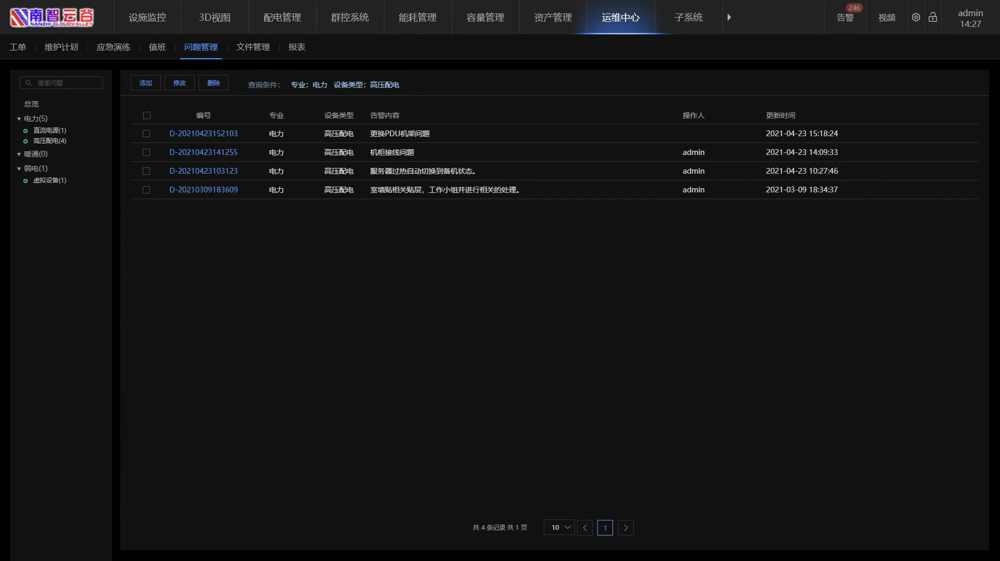 南智云谷
NANZHI CLOUDVALLEY
设施监控 3D视图 配电管理 群控系统 能耗管理 容量管理 资产管理 运维中心 子系统 告警 246 视频 admin
14:27
工单 维护计划 应急演练 值班 问题管理 文件管理 报表
搜索问题
总览
电力(5)
直流电源(1)
高压配电(4)
暖通(0)
弱电(1)
虚拟设备(1)
添加 修改 删除 查询条件: 专业: 电力 设备类型: 高压配电
编号 专业 设备类型 告警内容 操作人 更新时间
D-20210423152103 电力 高压配电 更换PDU机架问题 2021-04-23 15:18:24
D-20210423141255 电力 高压配电 机柜接线问题 admin 2021-04-23 14:09:33
D-20210423103123 电力 高压配电 服务器过热自动切换到备机状态。 admin 2021-04-23 10:27:46
D-20210309183609 电力 高压配电 室墙贴相关贴层，工作小组并进行相关的处理。 admin 2021-03-09 18:34:37
共 4 条记录 共 1 页 10 1